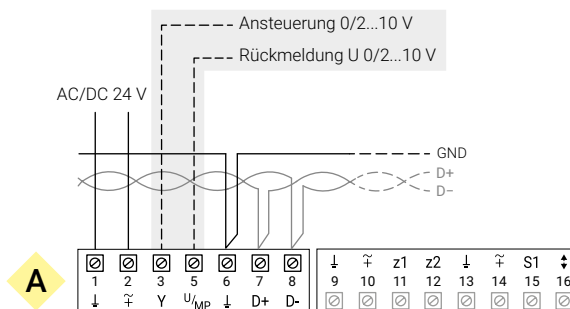 Ansteuerung 0/2...10 V
Rückmeldung U 0/2...10 V
AC/DC 24 V
GND
D+
D−
A
1 2 3 5 6 7 8
Y U/MP D+ D-
z1 z2 S1
9 10 11 12 13 14 15 16